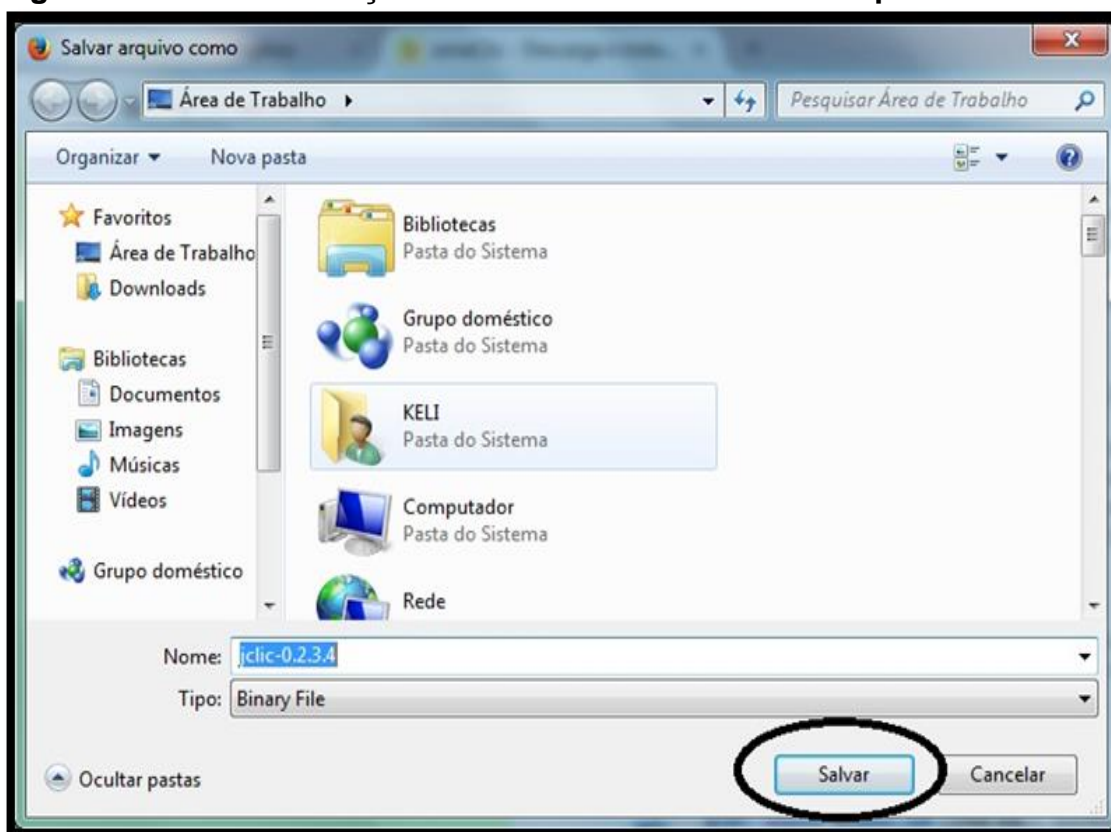 Salvar arquivo como
Área de Trabalho
Pesquisar Área de Trabalho
Organizar
Nova pasta
Favoritos
Área de Trabalho
Downloads
Bibliotecas
Documentos
Imagens
Músicas
Vídeos
Grupo doméstico
Bibliotecas
Pasta do Sistema
Grupo doméstico
Pasta do Sistema
KELI
Pasta do Sistema
Computador
Pasta do Sistema
Rede
Nome: jclic-0.2.3.4
Tipo: Binary File
Ocultar pastas
Salvar
Cancelar